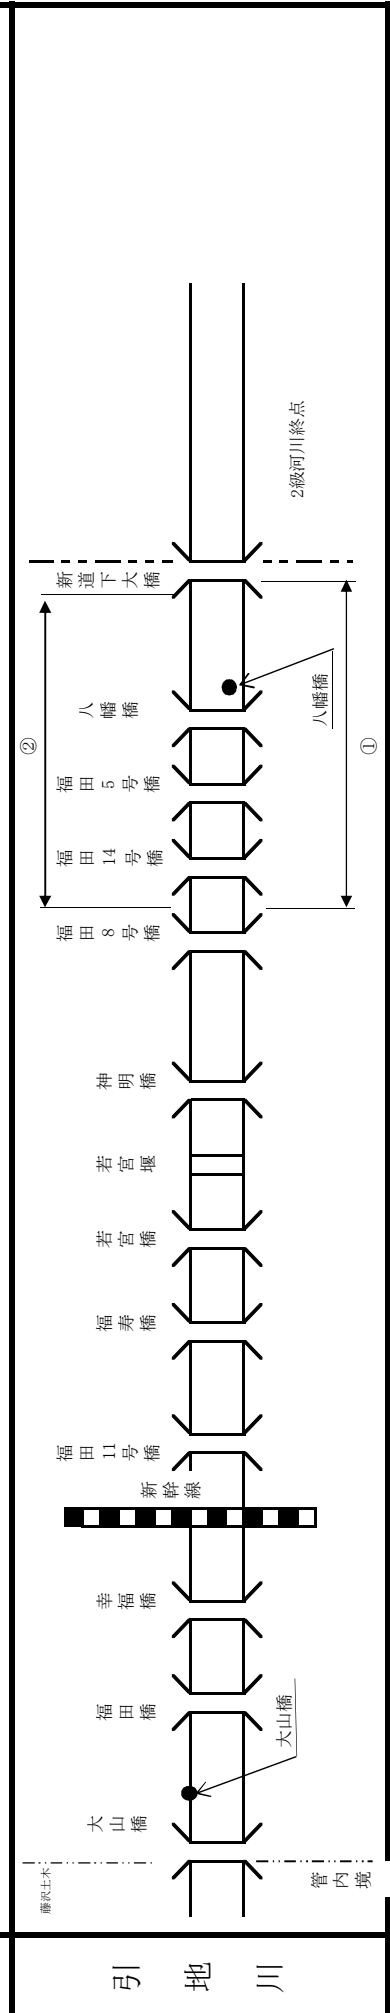 引地川
藤沢土木
管内境
大山橋
大山橋
福田橋
幸福橋
新幹線
福田11号橋
福寿橋
若宮橋
若宮堰
神明橋
福田8号橋
福田14号橋
福田5号橋
八幡橋
八幡橋
新道下大橋
②
①
2級河川終点